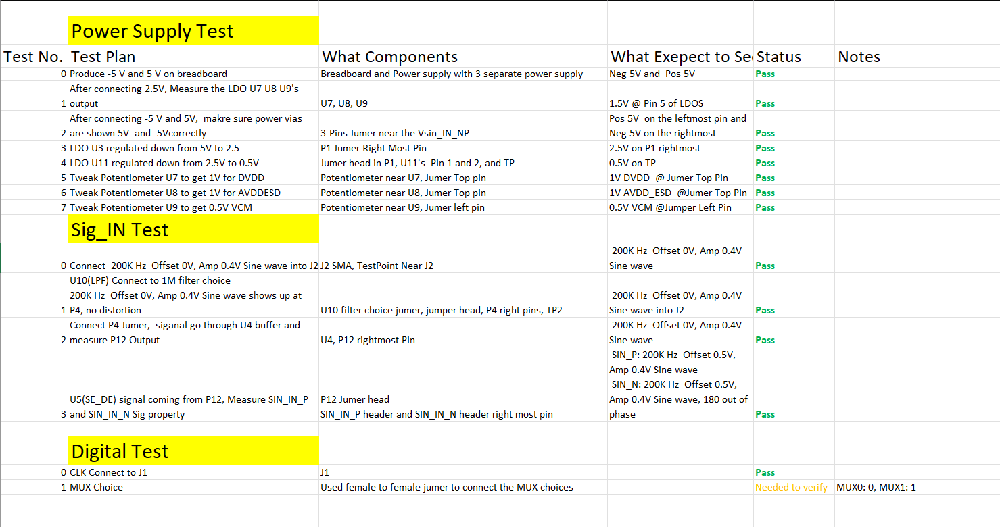 Power Supply Test
Test No. Test Plan What Components What Exepect to Se Status Notes
0 Produce -5 V and 5 V on breadboard Breadboard and Power supply with 3 separate power supply Neg 5V and  Pos 5V Pass
After connecting 2.5V, Measure the LDO U7 U8 U9's
1 output U7, U8, U9 1.5V @ Pin 5 of LDOS Pass
After connecting -5 V and 5V,  makre sure power vias Pos 5V  on the leftmost pin and
2 are shown 5V  and -5Vcorrectly 3-Pins Jumer near the Vsin_IN_NP Neg 5V on the rightmost Pass
3 LDO U3 regulated down from 5V to 2.5 P1 Jumer Right Most Pin 2.5V on P1 rightmost Pass
4 LDO U11 regulated down from 2.5V to 0.5V Jumer head in P1, U11's  Pin 1 and 2, and TP 0.5V on TP Pass
5 Tweak Potentiometer U7 to get 1V for DVDD Potentiometer near U7, Jumer Top pin 1V DVDD  @ Jumer Top Pin Pass
6 Tweak Potentiometer U8 to get 1V for AVDDESD Potentiometer near U8, Jumer Top pin 1V AVDD_ESD  @Jumer Top Pin Pass
7 Tweak Potentiometer U9 to get 0.5V VCM Potentiometer near U9, Jumer left pin 0.5V VCM @Jumper Left Pin Pass
Sig_IN Test
200K Hz  Offset 0V, Amp 0.4V
0 Connect  200K Hz  Offset 0V, Amp 0.4V Sine wave into J2 J2 SMA, TestPoint Near J2 Sine wave Pass
U10(LPF) Connect to 1M filter choice
200K Hz  Offset 0V, Amp 0.4V Sine wave shows up at 200K Hz  Offset 0V, Amp 0.4V
1 P4, no distortion U10 filter choice jumer, jumper head, P4 right pins, TP2 Sine wave into J2 Pass
Connect P4 Jumer,  siganal go through U4 buffer and 200K Hz  Offset 0V, Amp 0.4V
2 measure P12 Output U4, P12 rightmost Pin Sine wave Pass
SIN_P: 200K Hz  Offset 0.5V,
Amp 0.4V Sine wave
SIN_N: 200K Hz  Offset 0.5V,
U5(SE_DE) signal coming from P12, Measure SIN_IN_P P12 Jumer head Amp 0.4V Sine wave, 180 out of
3 and SIN_IN_N Sig property SIN_IN_P header and SIN_IN_N header right most pin phase Pass
Digital Test
0 CLK Connect to J1 J1 Pass
1 MUX Choice Used female to female jumer to connect the MUX choices Needed to verify MUX0: 0, MUX1: 1